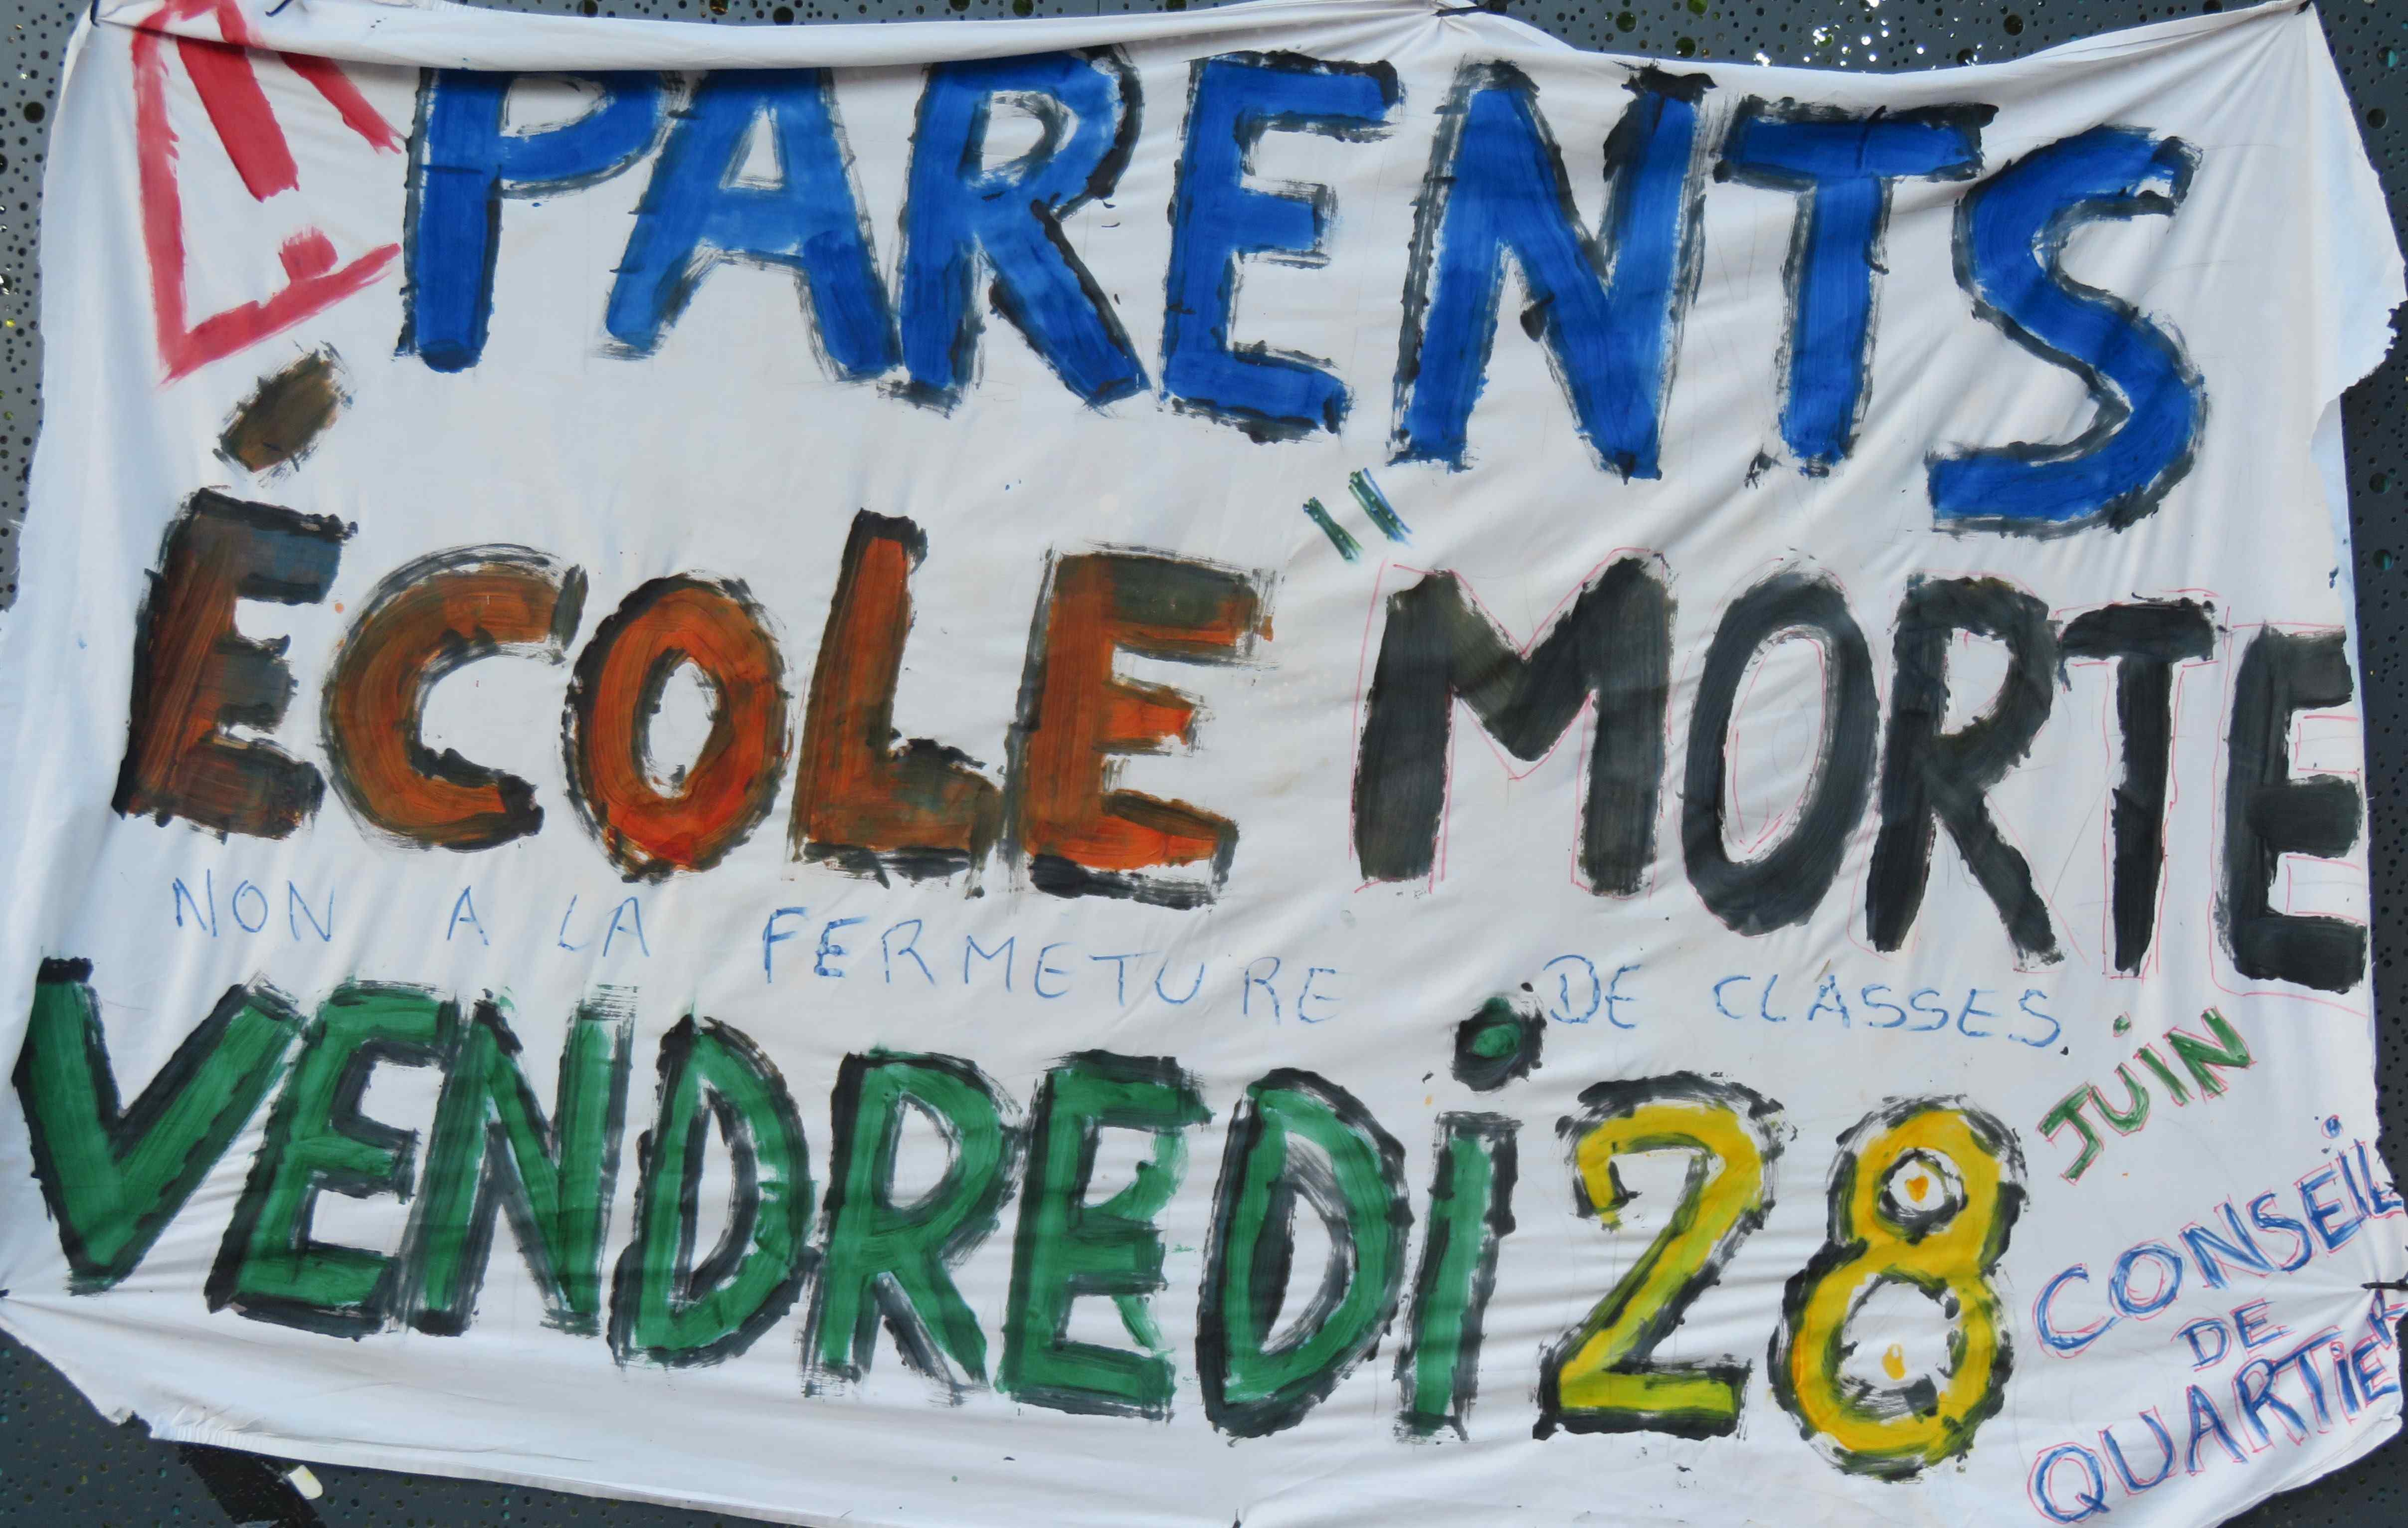 PARENTS
ÉCOLE MORTE
NON A LA FERMETURE DE CLASSES.
VENDREDI 28
JUIN
CONSEIL
DE
QUARTIER